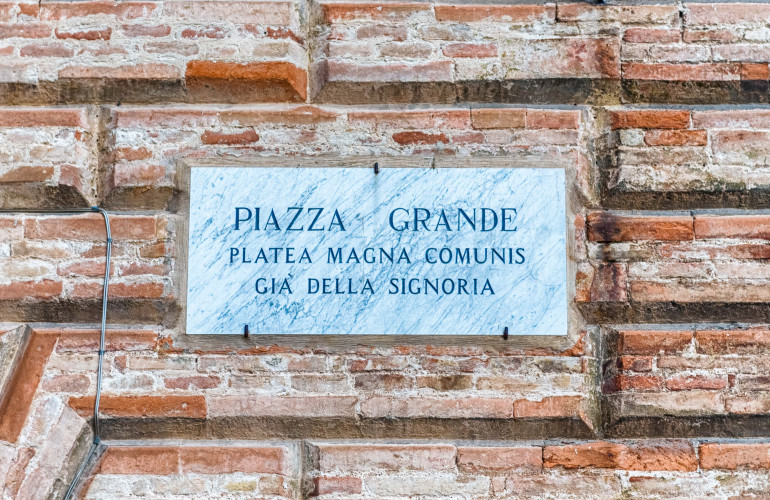 PIAZZA GRANDE
PLATEA MAGNA COMUNIS
GIÀ DELLA SIGNORIA